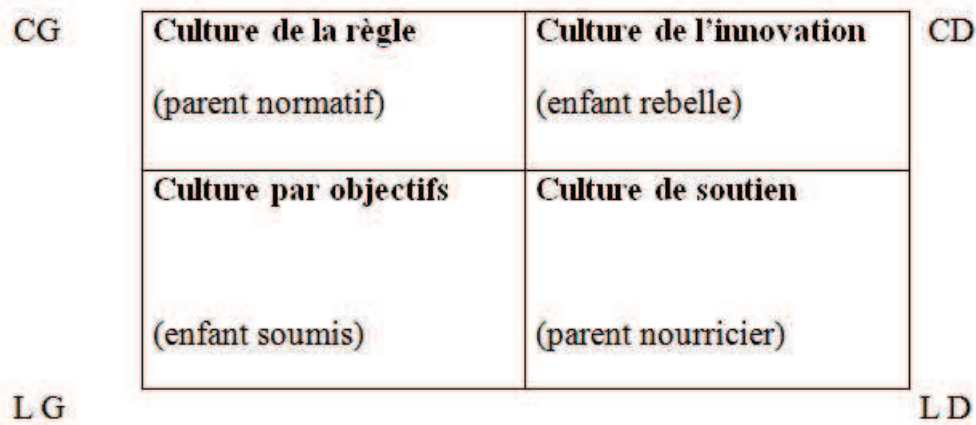 CG Culture de la règle Culture de l'innovation CD
(parent normatif) (enfant rebelle)
Culture par objectifs Culture de soutien
(enfant soumis) (parent nourricier)
L G L D